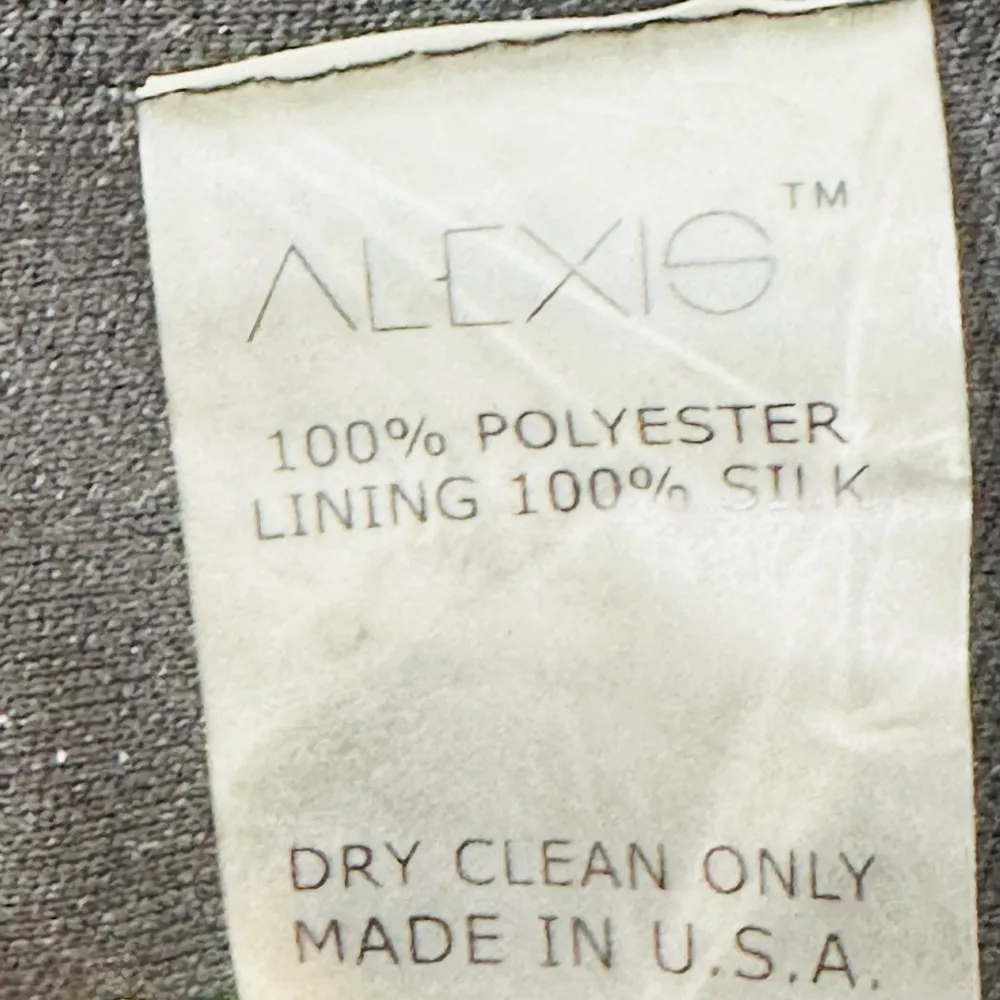 ALEXIS™
100% POLYESTER
LINING 100% SILK
DRY CLEAN ONLY
MADE IN U.S.A.